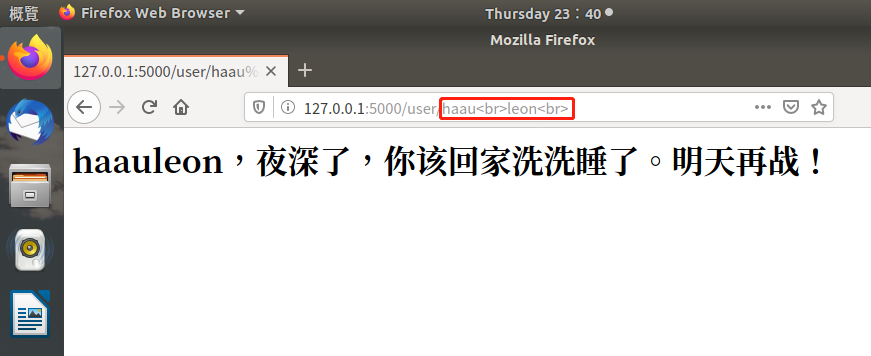 概覽 Firefox Web Browser Thursday 23：40
Mozilla Firefox
127.0.0.1:5000/user/haau%
127.0.0.1:5000/user/haau<br>leon<br>
haauleon，夜深了，你该回家洗洗睡了。明天再战！